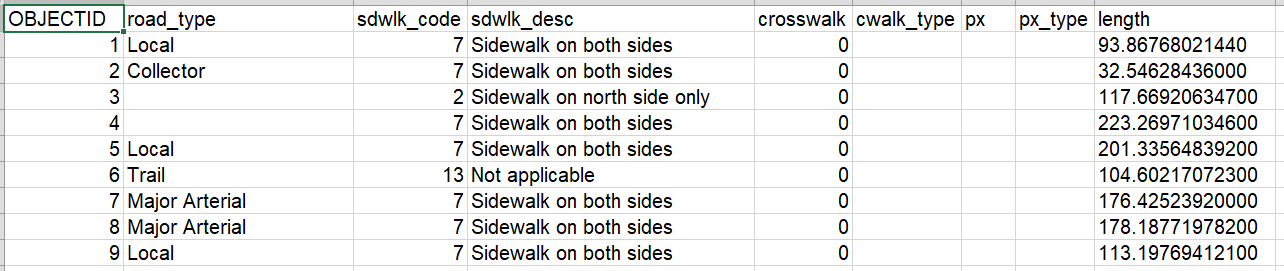 OBJECTID road_type sdwlk_code sdwlk_desc crosswalk cwalk_type px px_type length
1 Local 7 Sidewalk on both sides 0 93.86768021440
2 Collector 7 Sidewalk on both sides 0 32.54628436000
3 2 Sidewalk on north side only 0 117.66920634700
4 7 Sidewalk on both sides 0 223.26971034600
5 Local 7 Sidewalk on both sides 0 201.33564839200
6 Trail 13 Not applicable 0 104.60217072300
7 Major Arterial 7 Sidewalk on both sides 0 176.42523920000
8 Major Arterial 7 Sidewalk on both sides 0 178.18771978200
9 Local 7 Sidewalk on both sides 0 113.19769412100